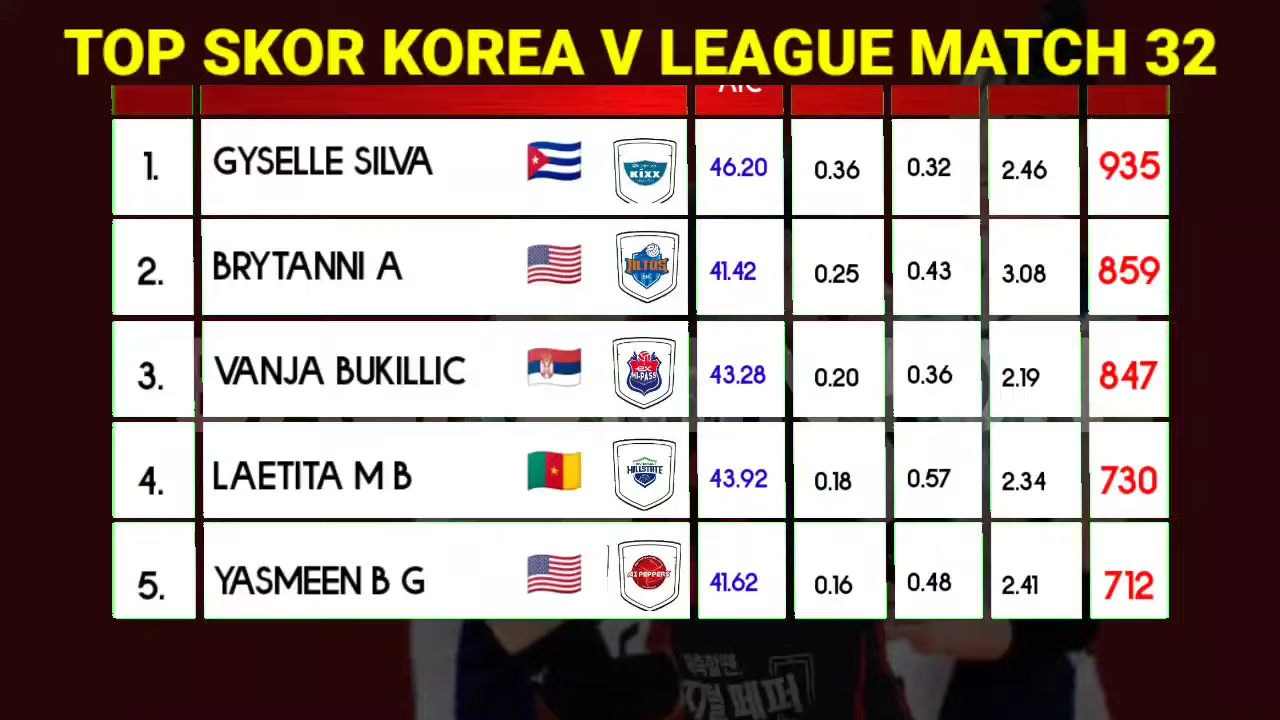 TOP SKOR KOREA V LEAGUE MATCH 32
1. GYSELLE SILVA KIXX 46.20 0.36 0.32 2.46 935
2. BRYTANNI A ALTOS 41.42 0.25 0.43 3.08 859
3. VANJA BUKILLIC ex HI-PASS 43.28 0.20 0.36 2.19 847
4. LAETITA M B HILLSTATE 43.92 0.18 0.57 2.34 730
5. YASMEEN B G AI PEPPERS 41.62 0.16 0.48 2.41 712